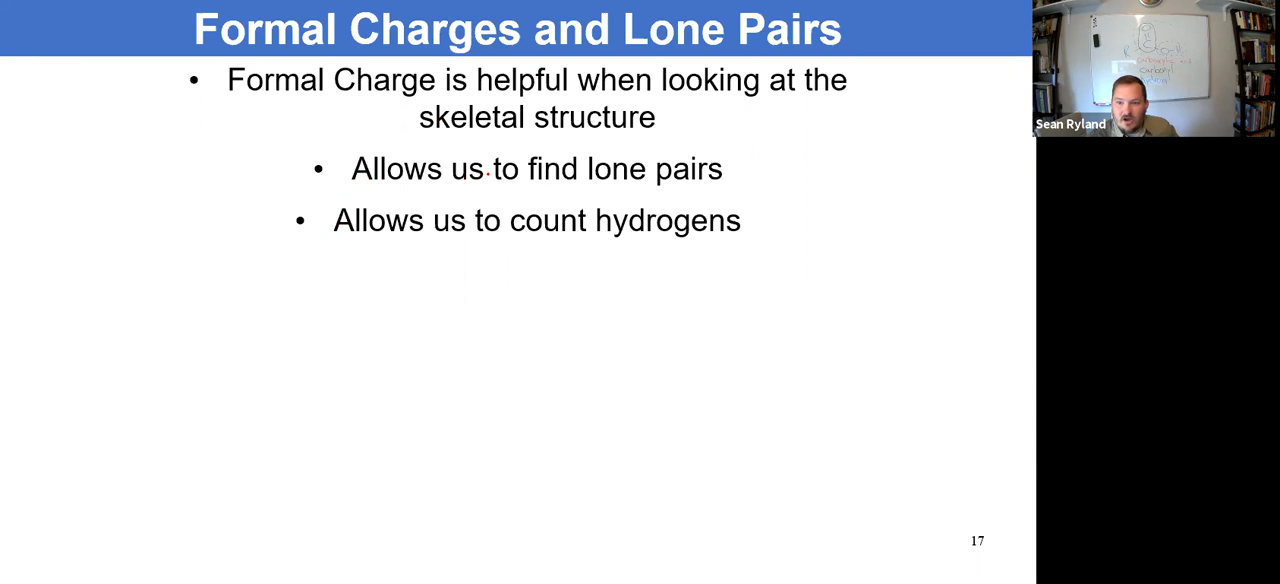 Formal Charges and Lone Pairs
• Formal Charge is helpful when looking at the
skeletal structure
• Allows us to find lone pairs
• Allows us to count hydrogens
17
Sean Ryland